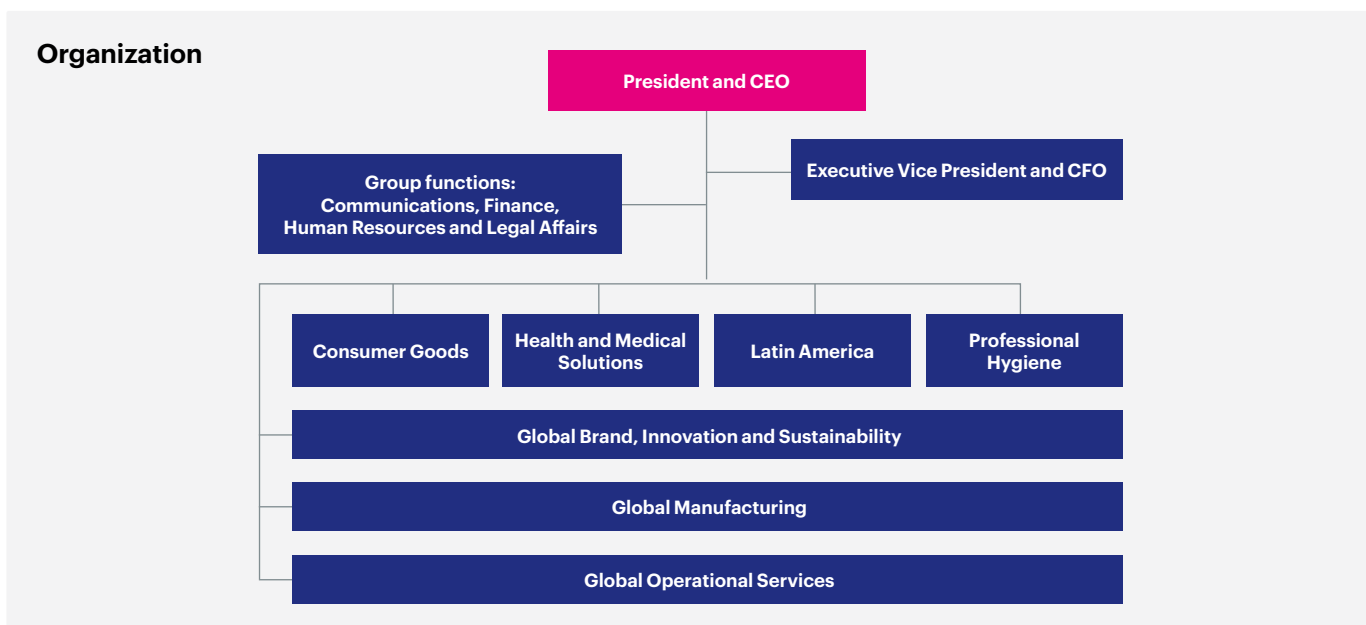 Organization
President and CEO
Executive Vice President and CFO
Group functions:
Communications, Finance,
Human Resources and Legal Affairs
Consumer Goods
Health and Medical
Solutions
Latin America
Professional
Hygiene
Global Brand, Innovation and Sustainability
Global Manufacturing
Global Operational Services